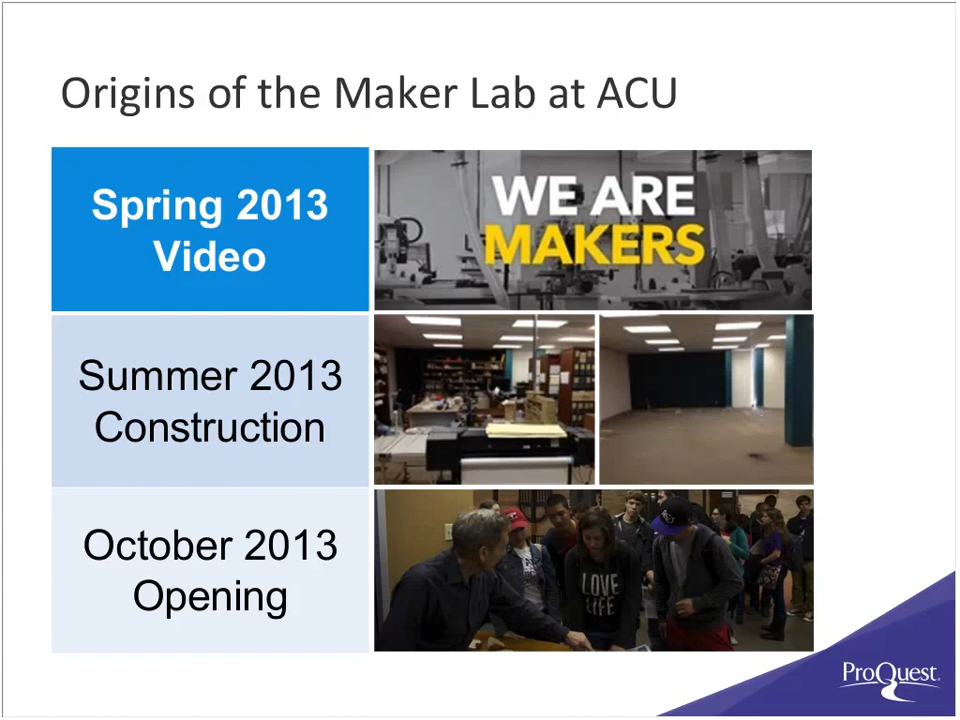 Origins of the Maker Lab at ACU
Spring 2013
Video
WE ARE
MAKERS
Summer 2013
Construction
October 2013
Opening
LOVE
LIFE
ProQuest